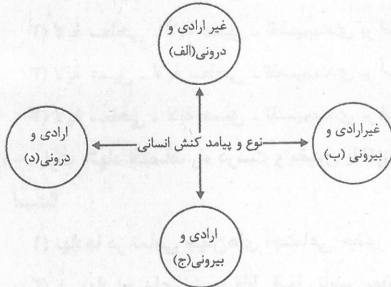 غیر ارادی و
درونی(الف)
ارادی و
درونی(د)
نوع و پیامد کنش انسانی
غیرارادی و
بیرونی (ب)
ارادی و
بیرونی(ج)